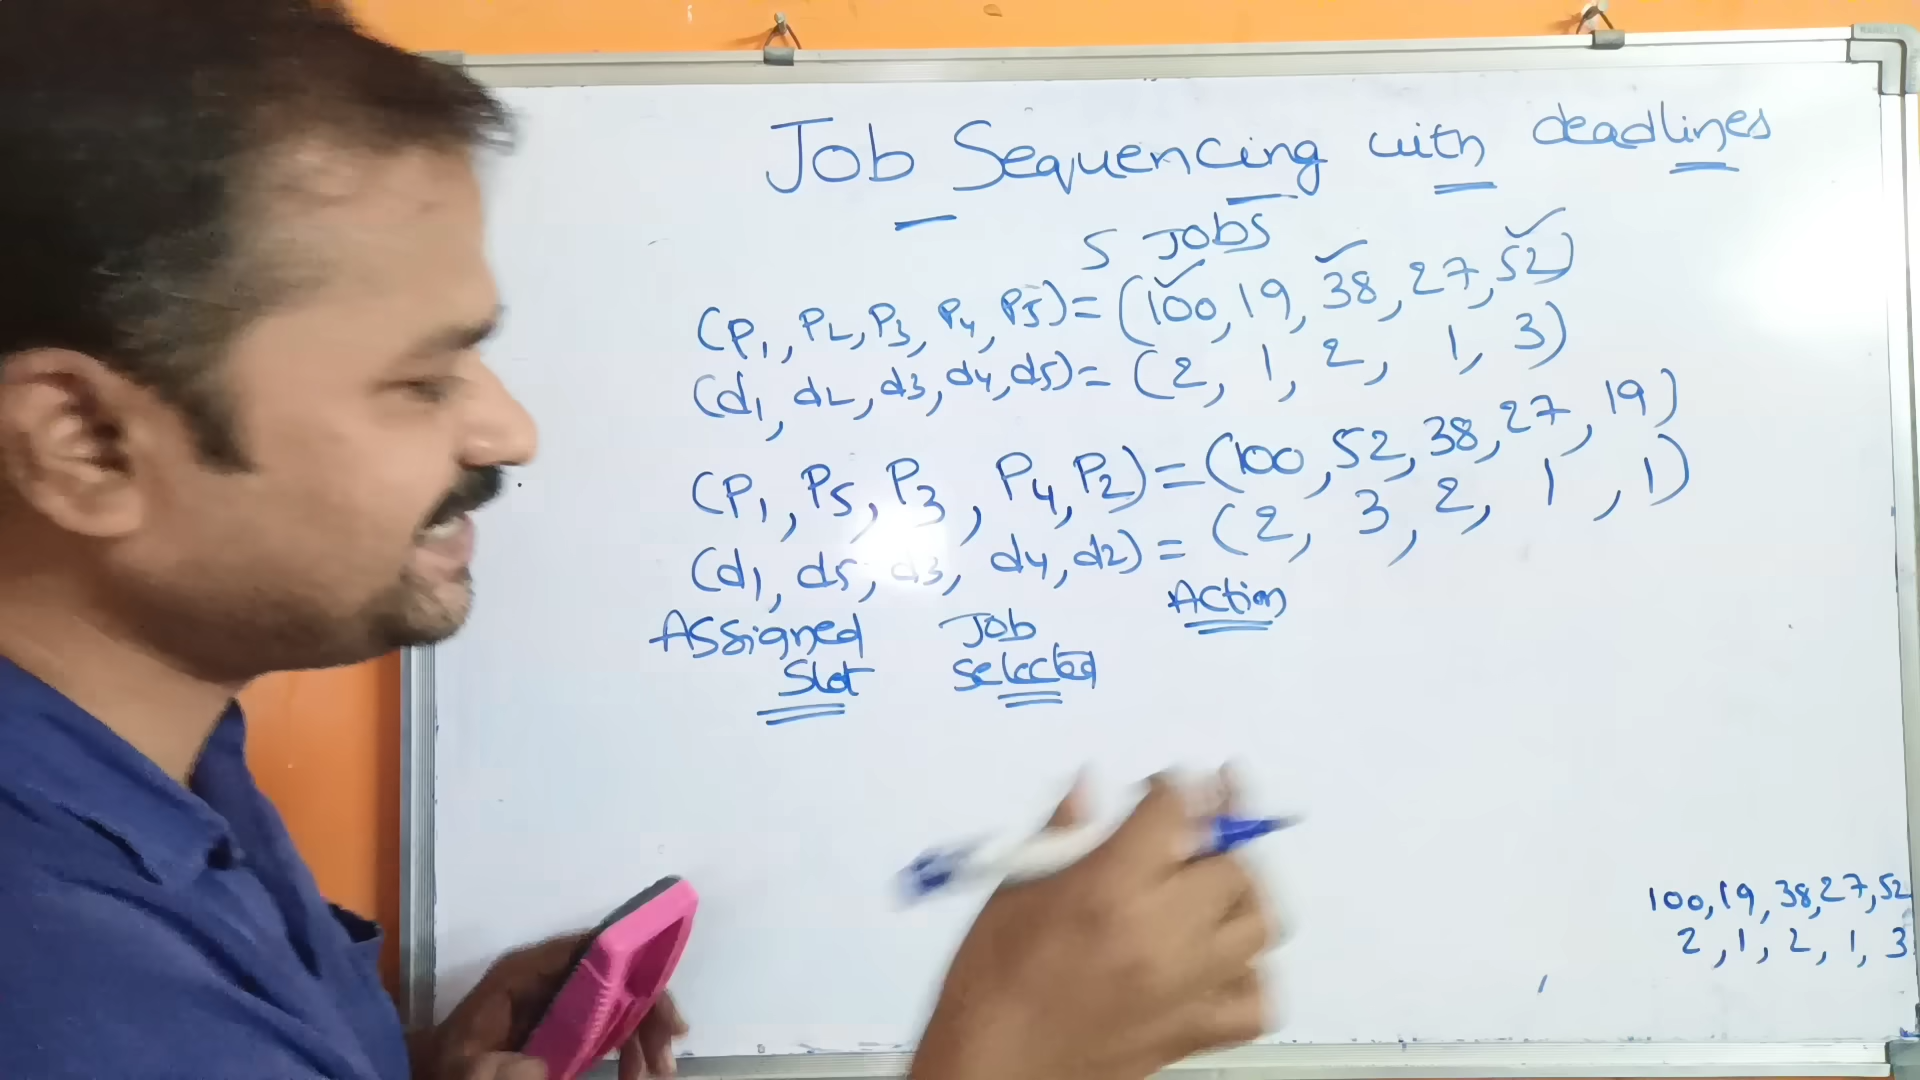 Job Sequencing with deadlines
5 Jobs
(P1, P2, P3, P4, P5) = (100, 19, 38, 27, 52)
(d1, d2, d3, d4, d5) = (2, 1, 2, 1, 3)
(P1, P5, P3, P4, P2) = (100, 52, 38, 27, 19)
(d1, d5, d3, d4, d2) = (2, 3, 2, 1, 1)
Assigned Slot
Job selected
Action
100, 19, 38, 27, 52
2, 1, 2, 1, 3